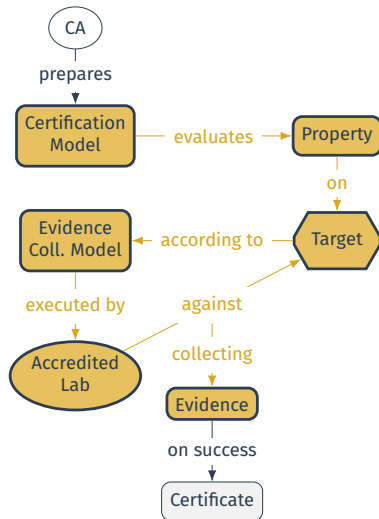 CA
prepares
Certification
Model
evaluates
Property
on
Evidence
Coll. Model
according to
Target
executed by
against
Accredited
Lab
collecting
Evidence
on success
Certificate